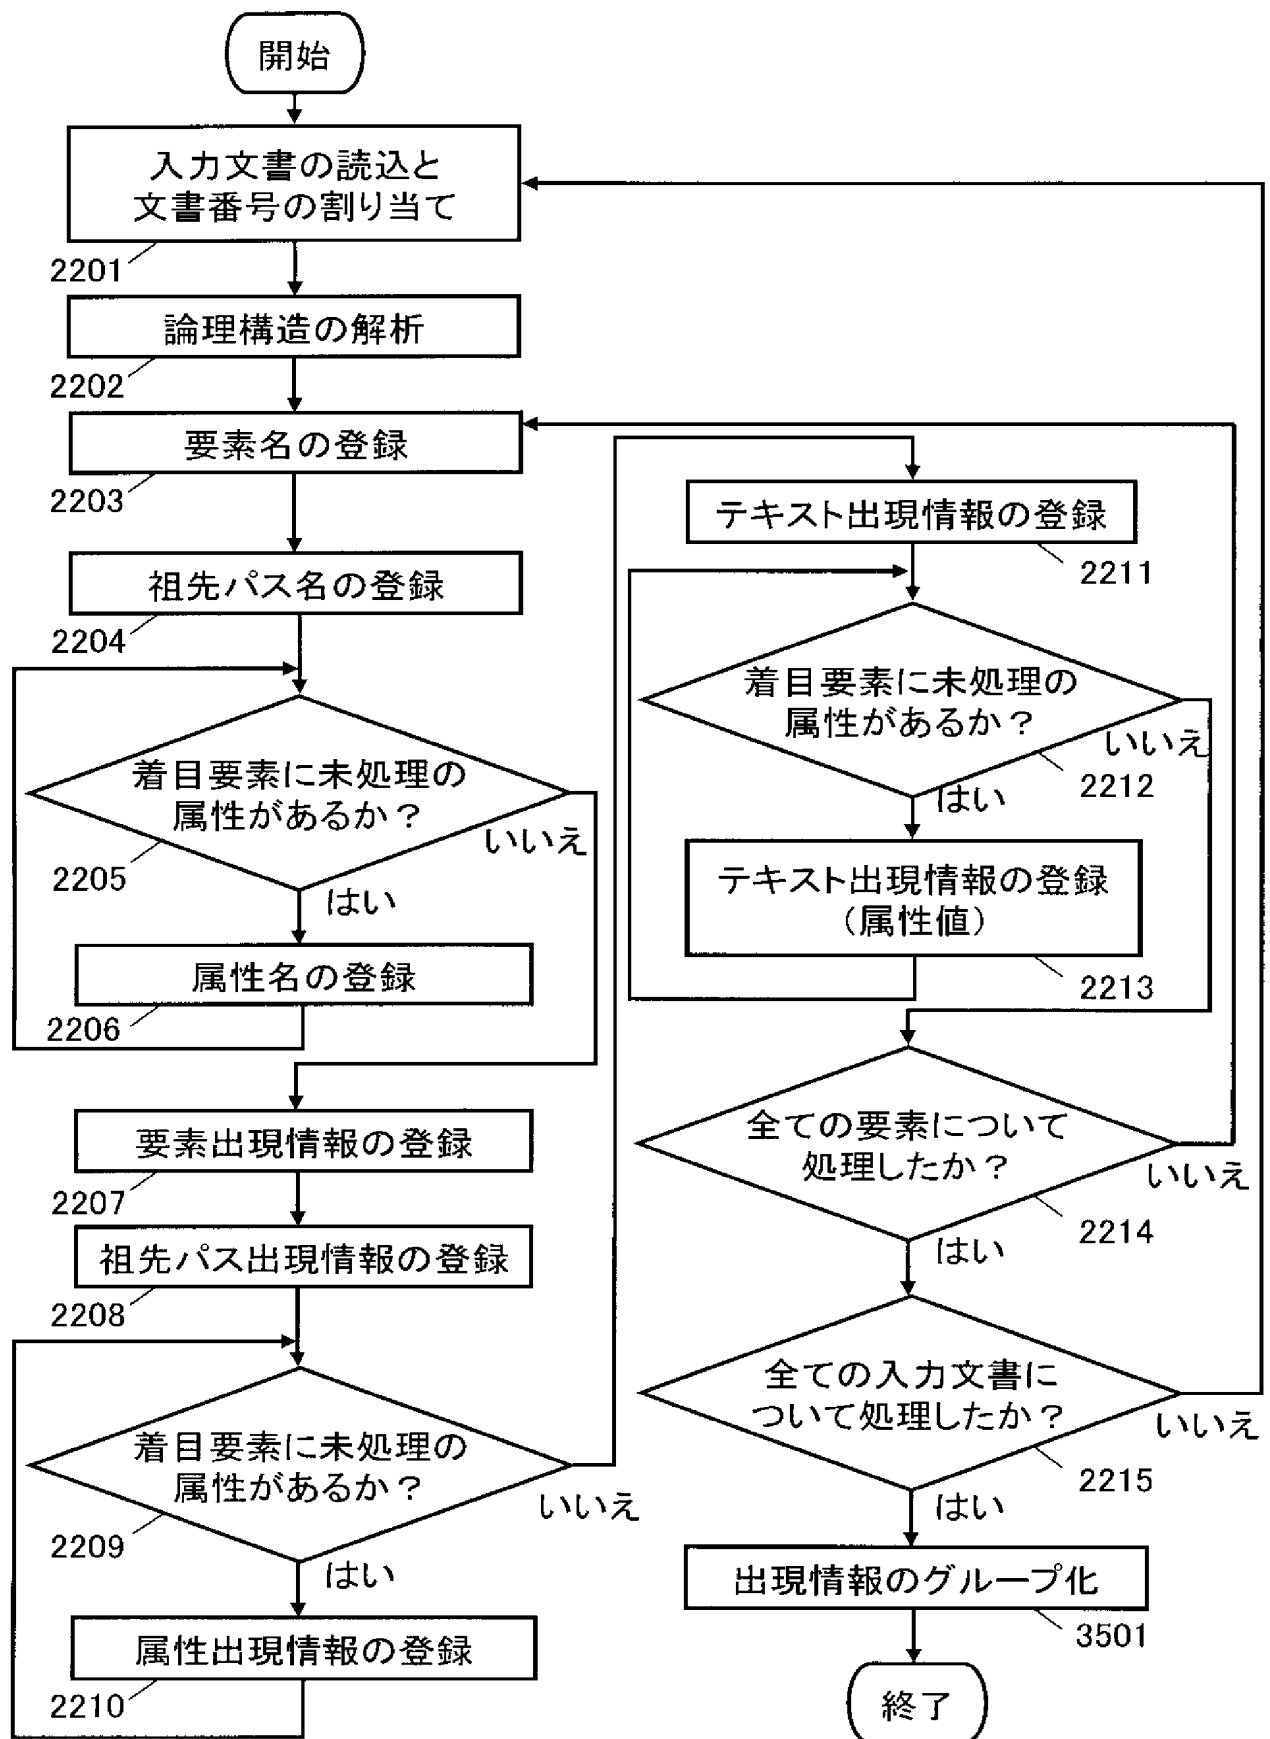 開始
入力文書の読込と
文書番号の割り当て
2201
論理構造の解析
2202
要素名の登録
2203
祖先パス名の登録
2204
着目要素に未処理の
属性があるか？
いいえ
2205
はい
属性名の登録
2206
要素出現情報の登録
2207
祖先パス出現情報の登録
2208
着目要素に未処理の
属性があるか？
いいえ
2209
はい
属性出現情報の登録
2210
テキスト出現情報の登録
2211
着目要素に未処理の
属性があるか？
いいえ
2212
はい
テキスト出現情報の登録
（属性値）
2213
全ての要素について
処理したか？
いいえ
2214
はい
全ての入力文書に
ついて処理したか？
いいえ
2215
はい
出現情報のグループ化
3501
終了